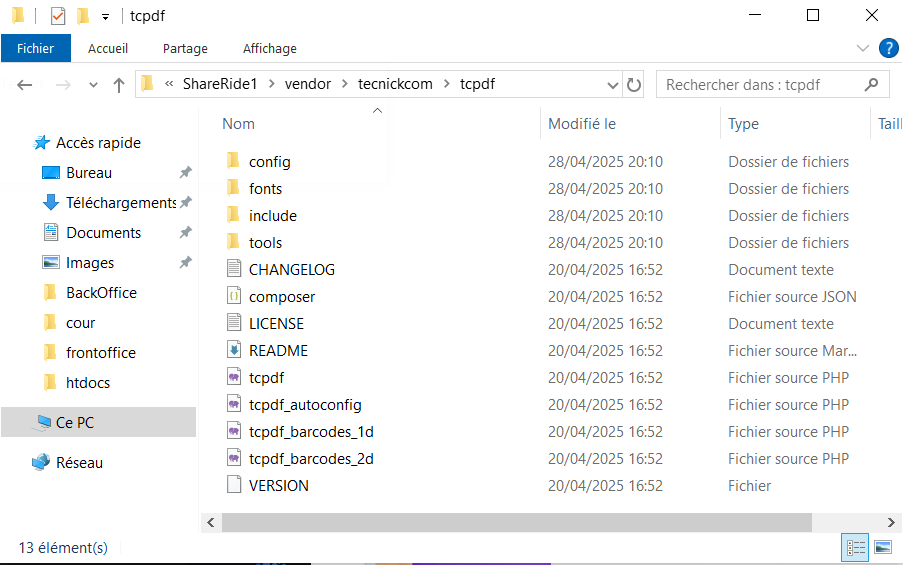 tcpdf
Fichier Accueil Partage Affichage ?
« ShareRide1 > vendor > tecnickcom > tcpdf Rechercher dans : tcpdf
Nom Modifié le Type Taill
Accès rapide
Bureau
Téléchargements
Documents
Images
BackOffice
cour
frontoffice
htdocs
Ce PC
Réseau
config 28/04/2025 20:10 Dossier de fichiers
fonts 28/04/2025 20:10 Dossier de fichiers
include 28/04/2025 20:10 Dossier de fichiers
tools 28/04/2025 20:10 Dossier de fichiers
CHANGELOG 20/04/2025 16:52 Document texte
composer 20/04/2025 16:52 Fichier source JSON
LICENSE 20/04/2025 16:52 Document texte
README 20/04/2025 16:52 Fichier source Mar...
tcpdf 20/04/2025 16:52 Fichier source PHP
tcpdf_autoconfig 20/04/2025 16:52 Fichier source PHP
tcpdf_barcodes_1d 20/04/2025 16:52 Fichier source PHP
tcpdf_barcodes_2d 20/04/2025 16:52 Fichier source PHP
VERSION 20/04/2025 16:52 Fichier
13 élément(s)